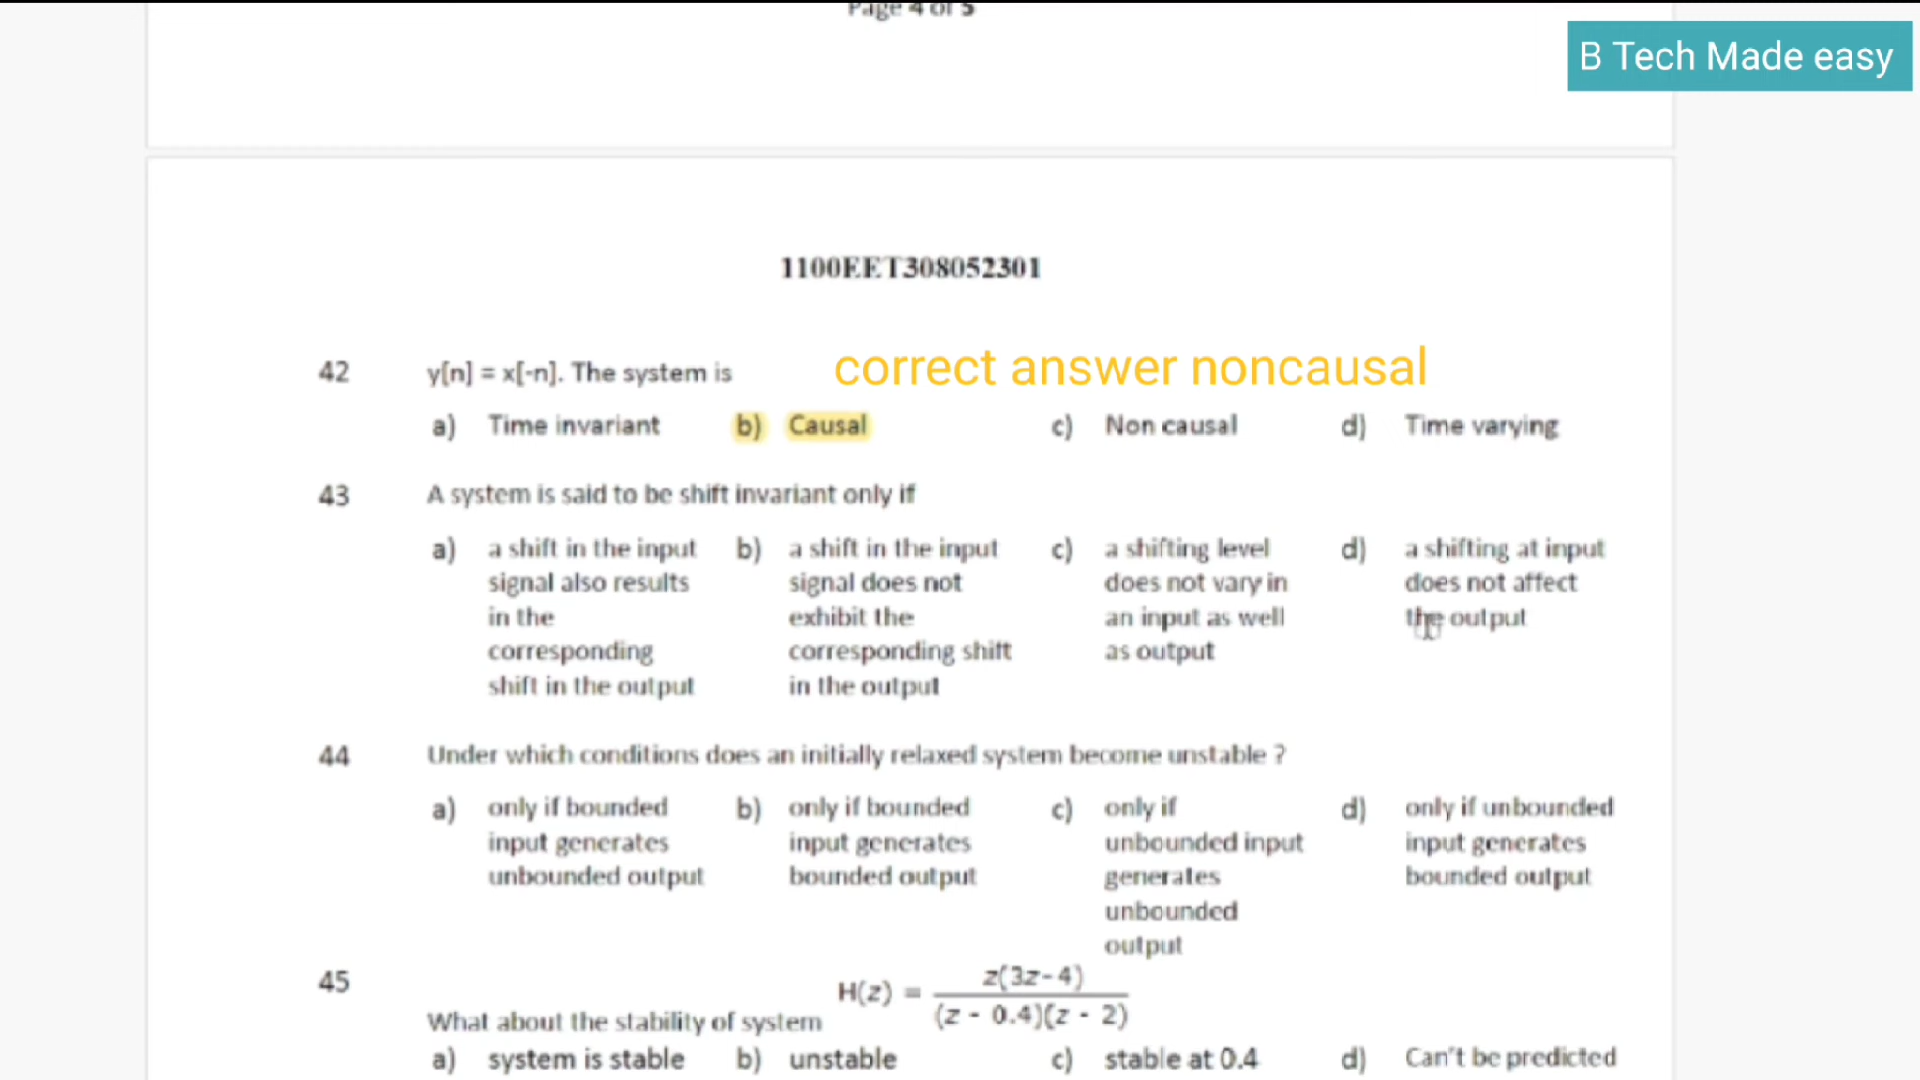 Page 4 of 5
B Tech Made easy
1100EET308052301
42 y[n] = x[-n]. The system is correct answer noncausal
a) Time invariant b) Causal c) Non causal d) Time varying
43 A system is said to be shift invariant only if
a) a shift in the input b) a shift in the input c) a shifting level d) a shifting at input
signal also results signal does not does not vary in does not affect
in the exhibit the an input as well the output
corresponding corresponding shift as output
shift in the output in the output
44 Under which conditions does an initially relaxed system become unstable ?
a) only if bounded b) only if bounded c) only if d) only if unbounded
input generates input generates unbounded input input generates
unbounded output bounded output generates bounded output
unbounded
output
45 H(z) = z(3z-4)
What about the stability of system (z - 0.4)(z - 2)
a) system is stable b) unstable c) stable at 0.4 d) Can't be predicted